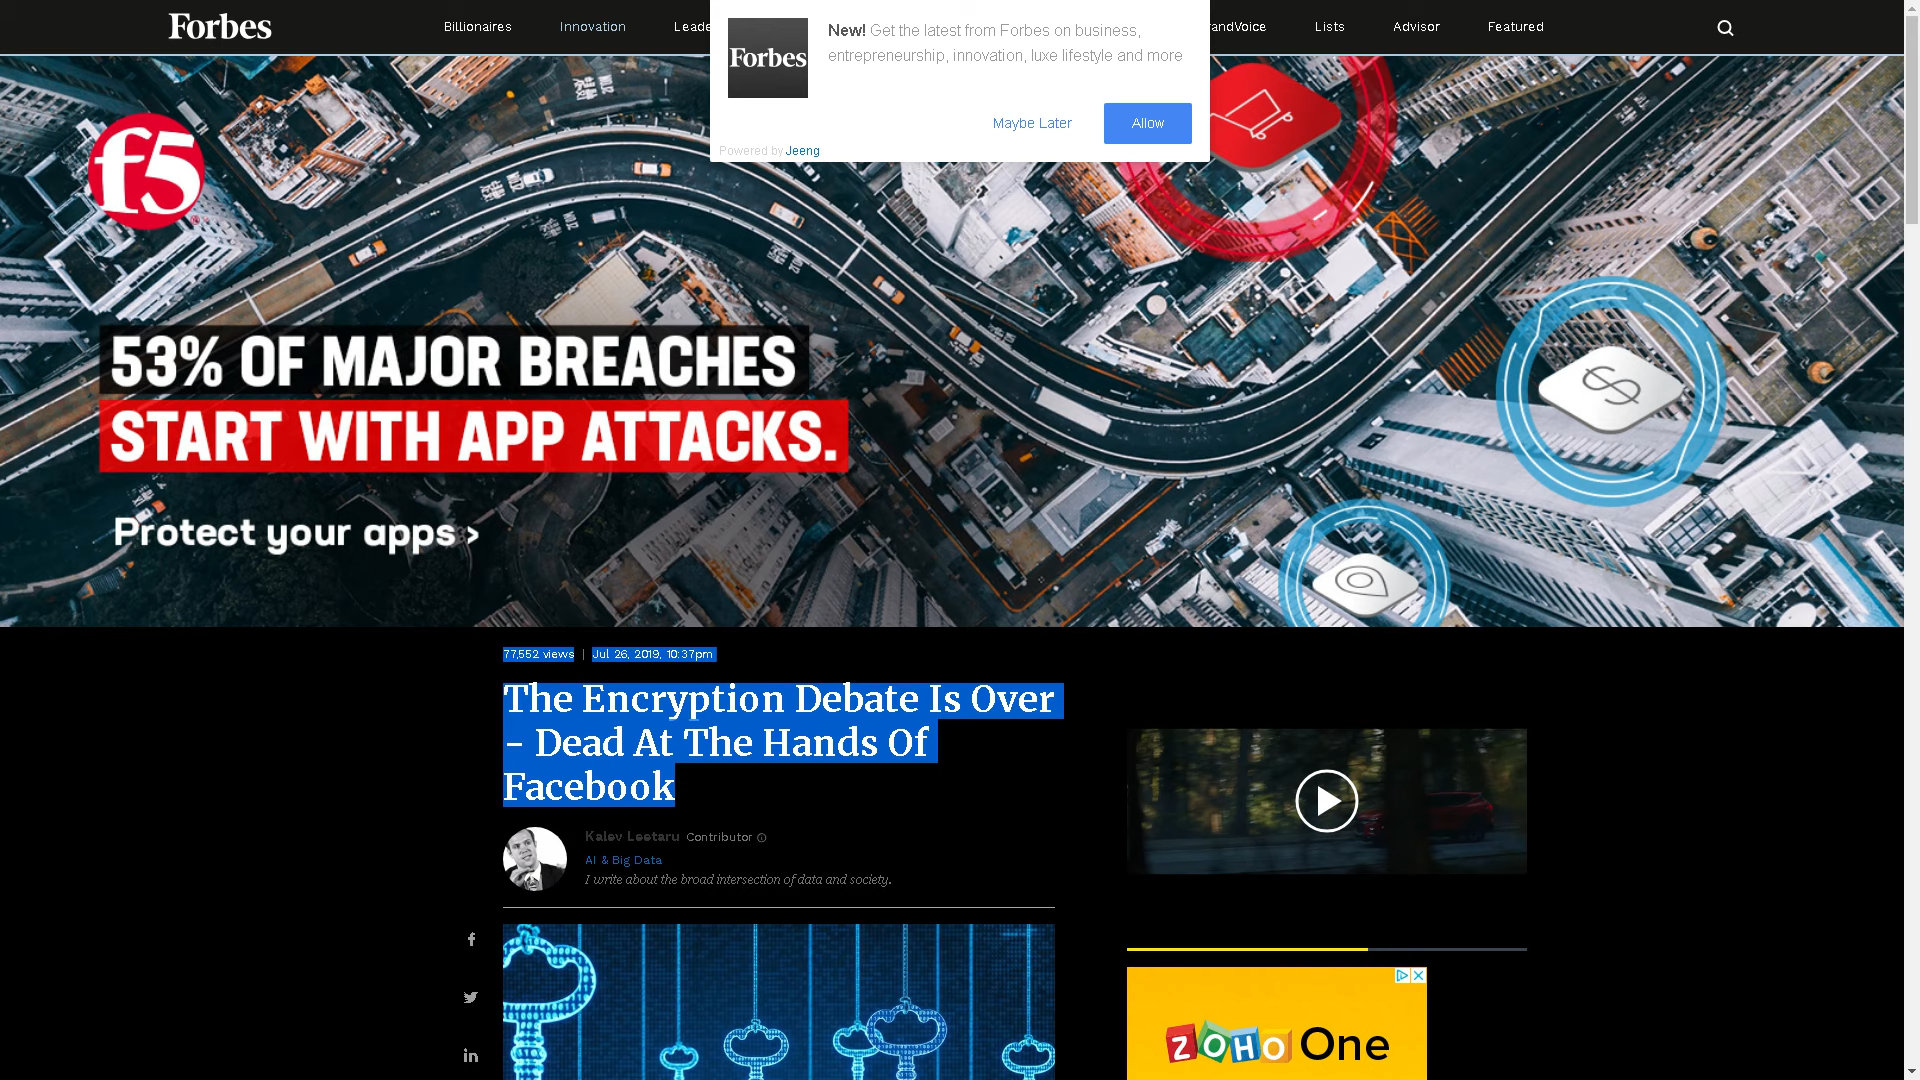 Forbes
Billionaires
Innovation
Leade
randVoice
Lists
Advisor
Featured
Forbes
New! Get the latest from Forbes on business,
entrepreneurship, innovation, luxe lifestyle and more
Maybe Later
Allow
Powered by Jeeng
f5
53% OF MAJOR BREACHES
START WITH APP ATTACKS.
Protect your apps >
77,552 views | Jul 26, 2019, 10:37pm
The Encryption Debate Is Over
- Dead At The Hands Of
Facebook
Kalev Leetaru Contributor
AI & Big Data
I write about the broad intersection of data and society.
ZOHO One